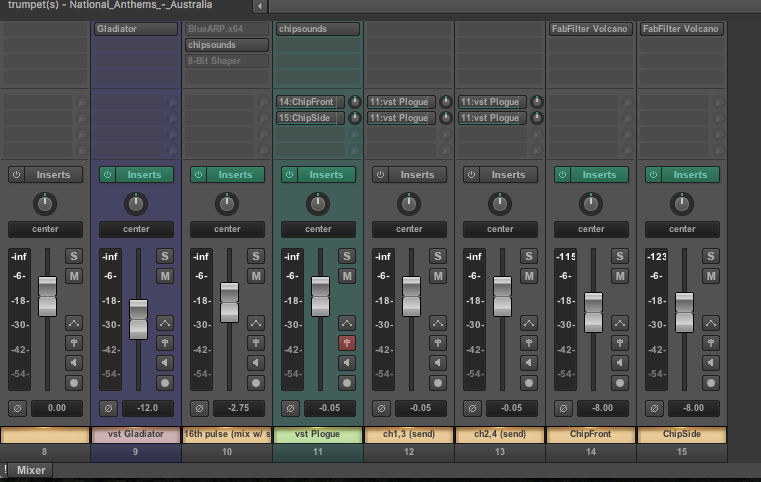 trumpet(s) - National_Anthems_-_Australia
Gladiator BlueARP.x64 chipsounds FabFilter Volcano FabFilter Volcano
chipsounds
8-Bit Shaper
14:ChipFront 11:vst Plogue 11:vst Plogue
15:ChipSide 11:vst Plogue 11:vst Plogue
Inserts Inserts Inserts Inserts Inserts Inserts Inserts Inserts
center center center center center center center center
-inf S -inf S -inf S -inf S -inf S -inf S -115 S -123 S
-6- M -6- M -6- M -6- M -6- M -6- M -6- M -6- M
-18- -18- -18- -18- -18- -18- -18- -18-
-30- -30- -30- -30- -30- -30- -30- -30-
-42- -42- -42- -42- -42- -42- -42- -42-
-54- -54- -54- -54- -54- -54- -54- -54-
0.00 -12.0 -2.75 -0.05 -0.05 -0.05 -8.00 -8.00
vst Gladiator 16th pulse (mix w/ s vst Plogue ch1,3 (send) ch2,4 (send) ChipFront ChipSide
8 9 10 11 12 13 14 15
! Mixer